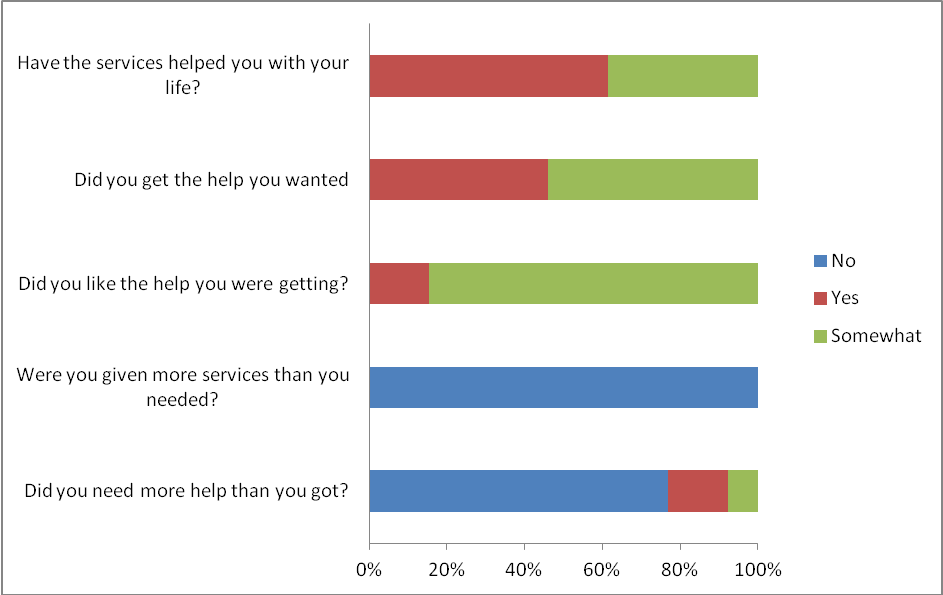 Have the services helped you with your
life?
Did you get the help you wanted
Did you like the help you were getting?
Were you given more services than you
needed?
Did you need more help than you got?
0% 20% 40% 60% 80% 100%
No
Yes
Somewhat